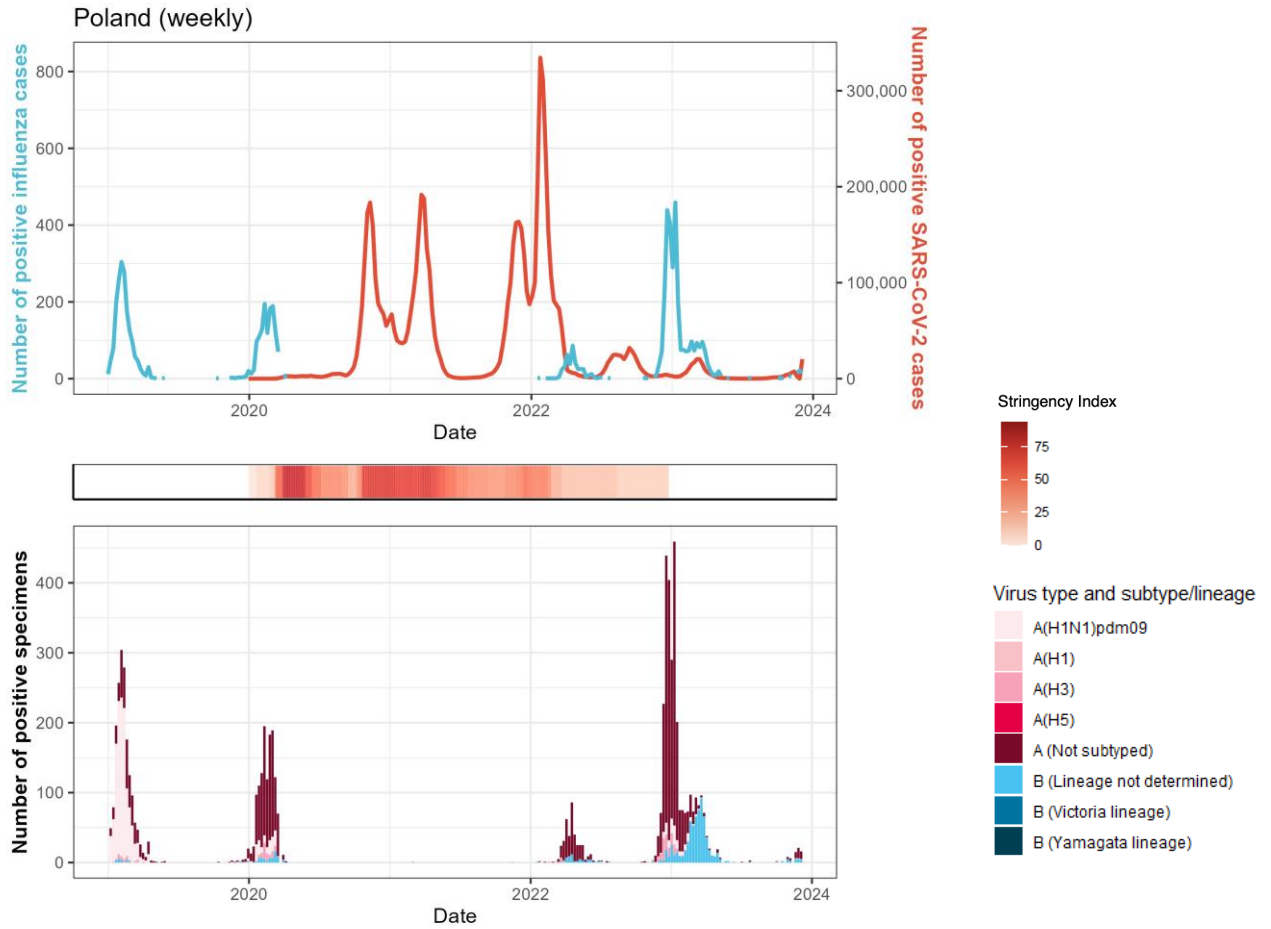 Poland (weekly)
Number of positive influenza cases
800
600
400
200
0
300,000
200,000
100,000
0
Number of positive SARS-CoV-2 cases
2020
2022
2024
Date
Stringency Index
75
50
25
0
Number of positive specimens
400
300
200
100
0
2020
2022
2024
Date
Virus type and subtype/lineage
A(H1N1)pdm09
A(H1)
A(H3)
A(H5)
A (Not subtyped)
B (Lineage not determined)
B (Victoria lineage)
B (Yamagata lineage)